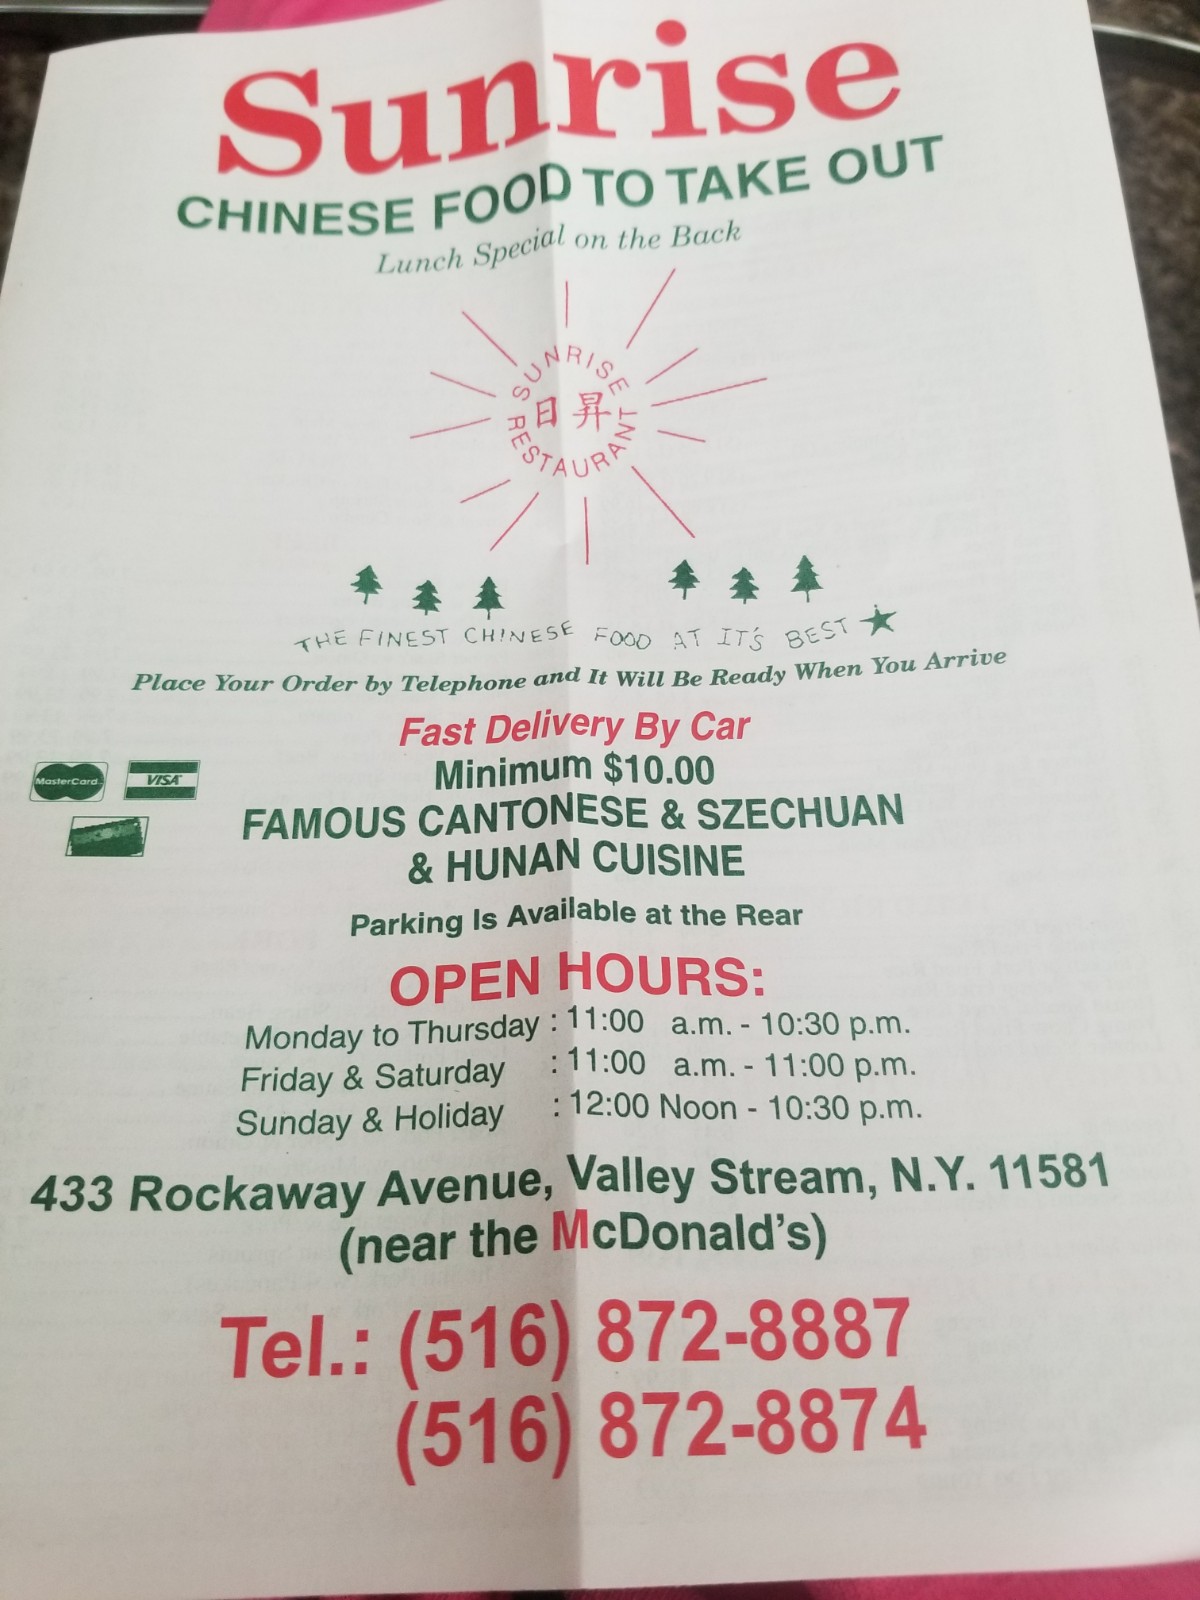 Sunrise
CHINESE FOOD TO TAKE OUT
Lunch Special on the Back
SUNRISE
日昇
RESTAURANT
THE FINEST CHINESE FOOD AT IT'S BEST
Place Your Order by Telephone and It Will Be Ready When You Arrive
Fast Delivery By Car
Minimum $10.00
MasterCard
VISA
FAMOUS CANTONESE & SZECHUAN
& HUNAN CUISINE
Parking Is Available at the Rear
OPEN HOURS:
Monday to Thursday : 11:00 a.m. - 10:30 p.m.
Friday & Saturday : 11:00 a.m. - 11:00 p.m.
Sunday & Holiday : 12:00 Noon - 10:30 p.m.
433 Rockaway Avenue, Valley Stream, N.Y. 11581
(near the McDonald's)
Tel.: (516) 872-8887
(516) 872-8874